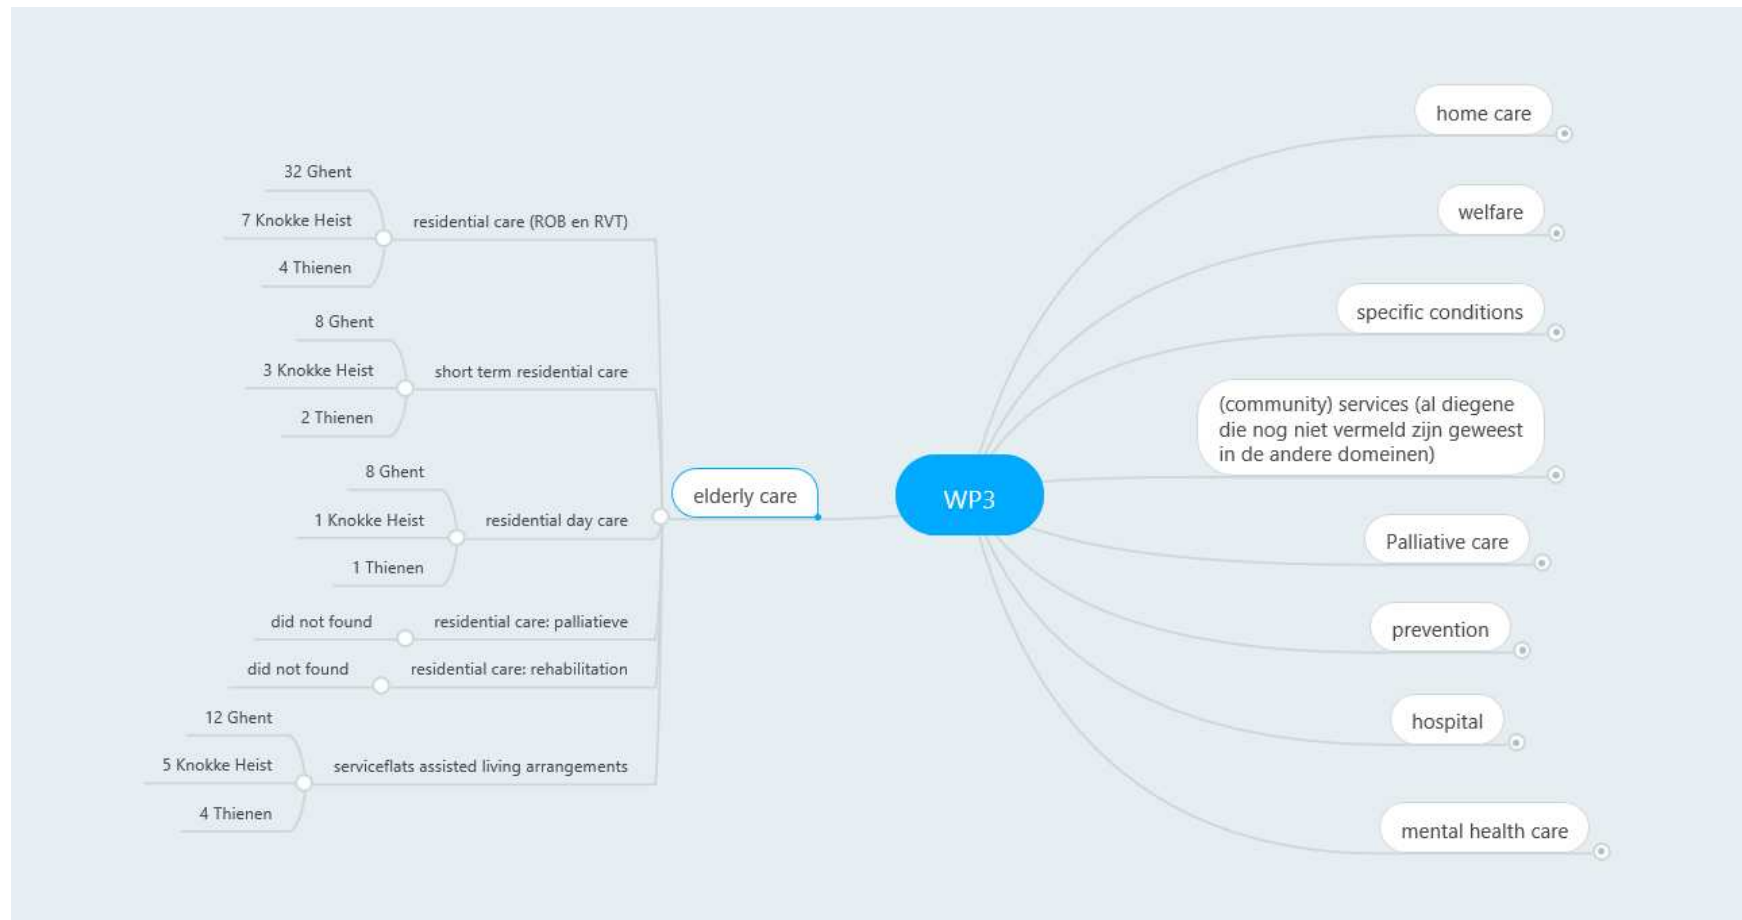 32 Ghent
7 Knokke Heist
4 Thienen
residential care (ROB en RVT)
8 Ghent
3 Knokke Heist
2 Thienen
short term residential care
8 Ghent
1 Knokke Heist
1 Thienen
residential day care
did not found
residential care: palliatieve
did not found
residential care: rehabilitation
12 Ghent
5 Knokke Heist
4 Thienen
serviceflats assisted living arrangements
elderly care
WP3
home care
welfare
specific conditions
(community) services (al diegene
die nog niet vermeld zijn geweest
in de andere domeinen)
Palliative care
prevention
hospital
mental health care